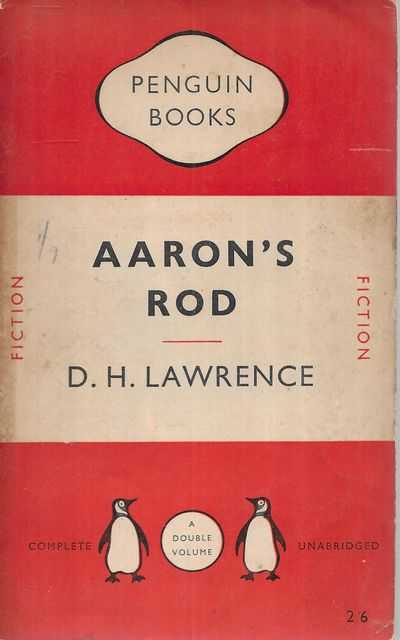 PENGUIN
BOOKS
AARON'S
ROD
FICTION
FICTION
D. H. LAWRENCE
COMPLETE
A
DOUBLE
VOLUME
UNABRIDGED
2'6